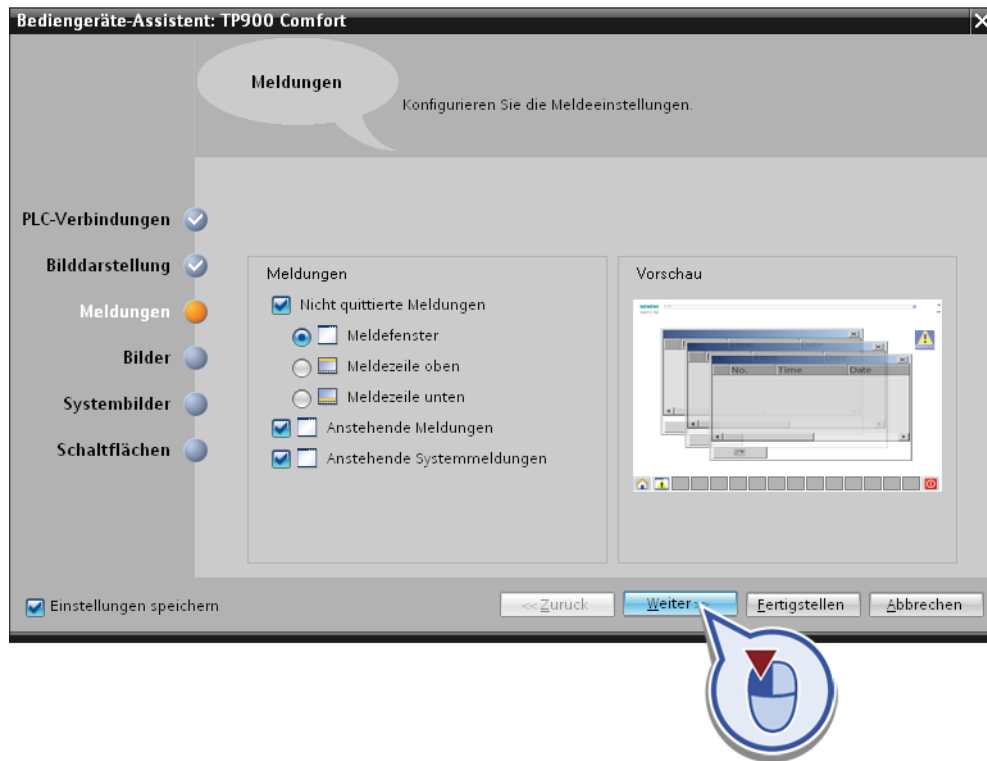 Bediengeräte-Assistent: TP900 Comfort
Meldungen
Konfigurieren Sie die Meldeeinstellungen.
PLC-Verbindungen
Bilddarstellung
Meldungen
Bilder
Systembilder
Schaltflächen
Meldungen
Nicht quittierte Meldungen
Meldefenster
Meldezeile oben
Meldezeile unten
Anstehende Meldungen
Anstehende Systemmeldungen
Vorschau
SIEMENS
No. Time Date
Einstellungen speichern
<<Zurück
Weiter>>
Fertigstellen
Abbrechen